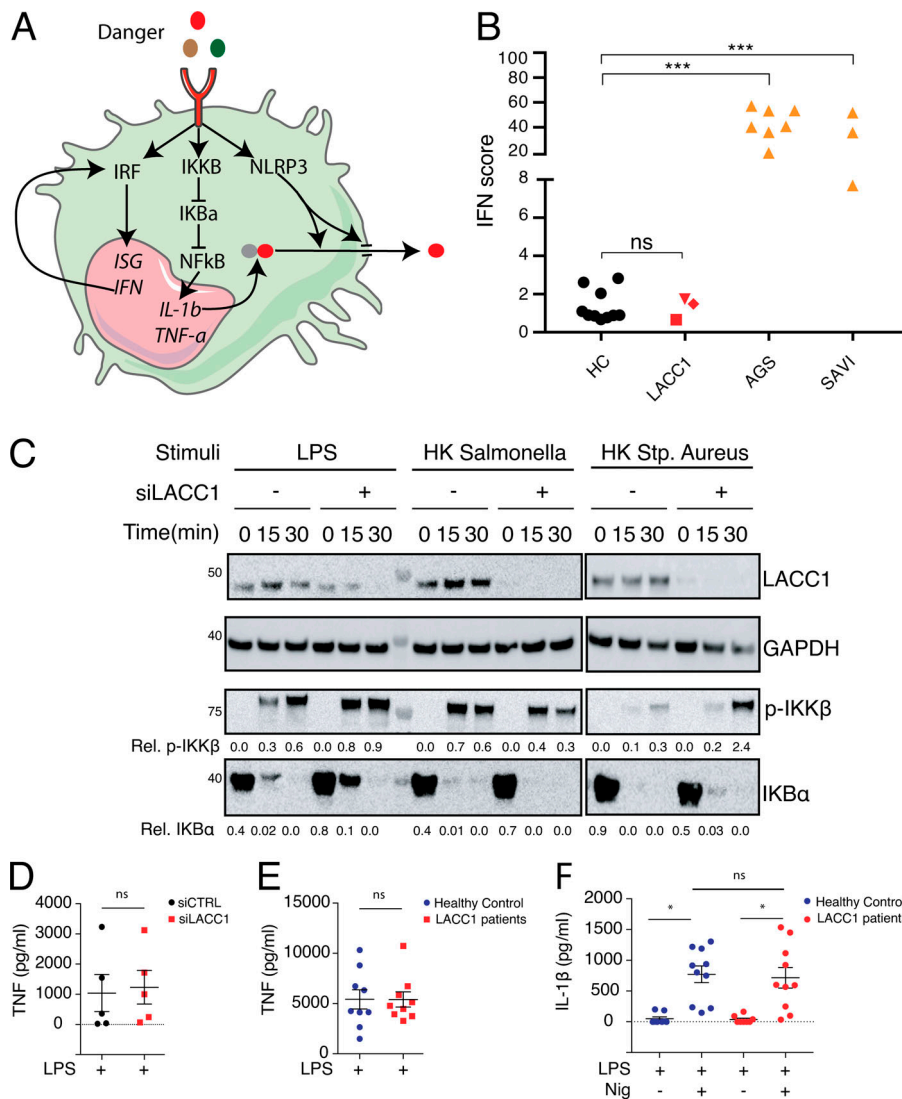 A
Danger
IRF
IKKB
NLRP3
IKBa
ISG
IFN
NFkB
IL-1b
TNF-a
B
IFN score
100
80
60
40
20
8
6
4
2
0
***
***
ns
HC
LACC1
AGS
SAVI
C
Stimuli LPS HK Salmonella HK Stp. Aureus
siLACC1 - + - + - +
Time(min) 0 15 30 0 15 30 0 15 30 0 15 30 0 15 30 0 15 30
50 LACC1
40 GAPDH
75 p-IKKβ
Rel. p-IKKβ 0.0 0.3 0.6 0.0 0.8 0.9 0.0 0.7 0.6 0.0 0.4 0.3 0.0 0.1 0.3 0.0 0.2 2.4
40 IKBα
Rel. IKBα 0.4 0.02 0.0 0.8 0.1 0.0 0.4 0.01 0.0 0.7 0.0 0.0 0.9 0.0 0.0 0.5 0.03 0.0
D
TNF (pg/ml)
4000
3000
2000
1000
0
ns
siCTRL
siLACC1
LPS + +
E
TNF (pg/ml)
15000
10000
5000
0
ns
Healthy Control
LACC1 patients
LPS + +
F
IL-1β (pg/ml)
2000
1500
1000
500
0
ns
* *
Healthy Control
LACC1 patient
LPS + + + +
Nig - + - +